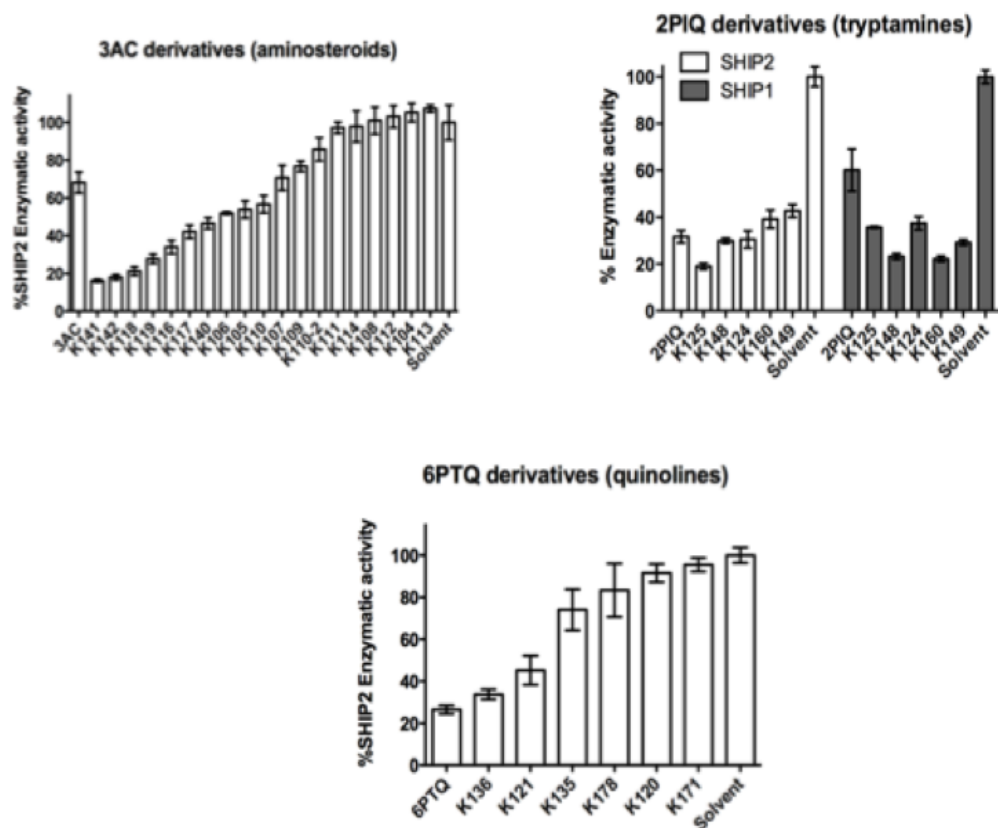 3AC derivatives (aminosteroids)
%SHIP2 Enzymatic activity
100
80
60
40
20
0
3AC
K141
K142
K118
K119
K116
K117
K140
K106
K105
K110
K107
K109
K110-2
K111
K114
K108
K112
K104
K113
Solvent
2PIQ derivatives (tryptamines)
SHIP2
SHIP1
% Enzymatic activity
100
80
60
40
20
0
2PIQ
K125
K148
K124
K160
K149
Solvent
2PIQ
K125
K148
K124
K160
K149
Solvent
6PTQ derivatives (quinolines)
%SHIP2 Enzymatic activity
100
80
60
40
20
0
6PTQ
K136
K121
K135
K178
K120
K171
Solvent